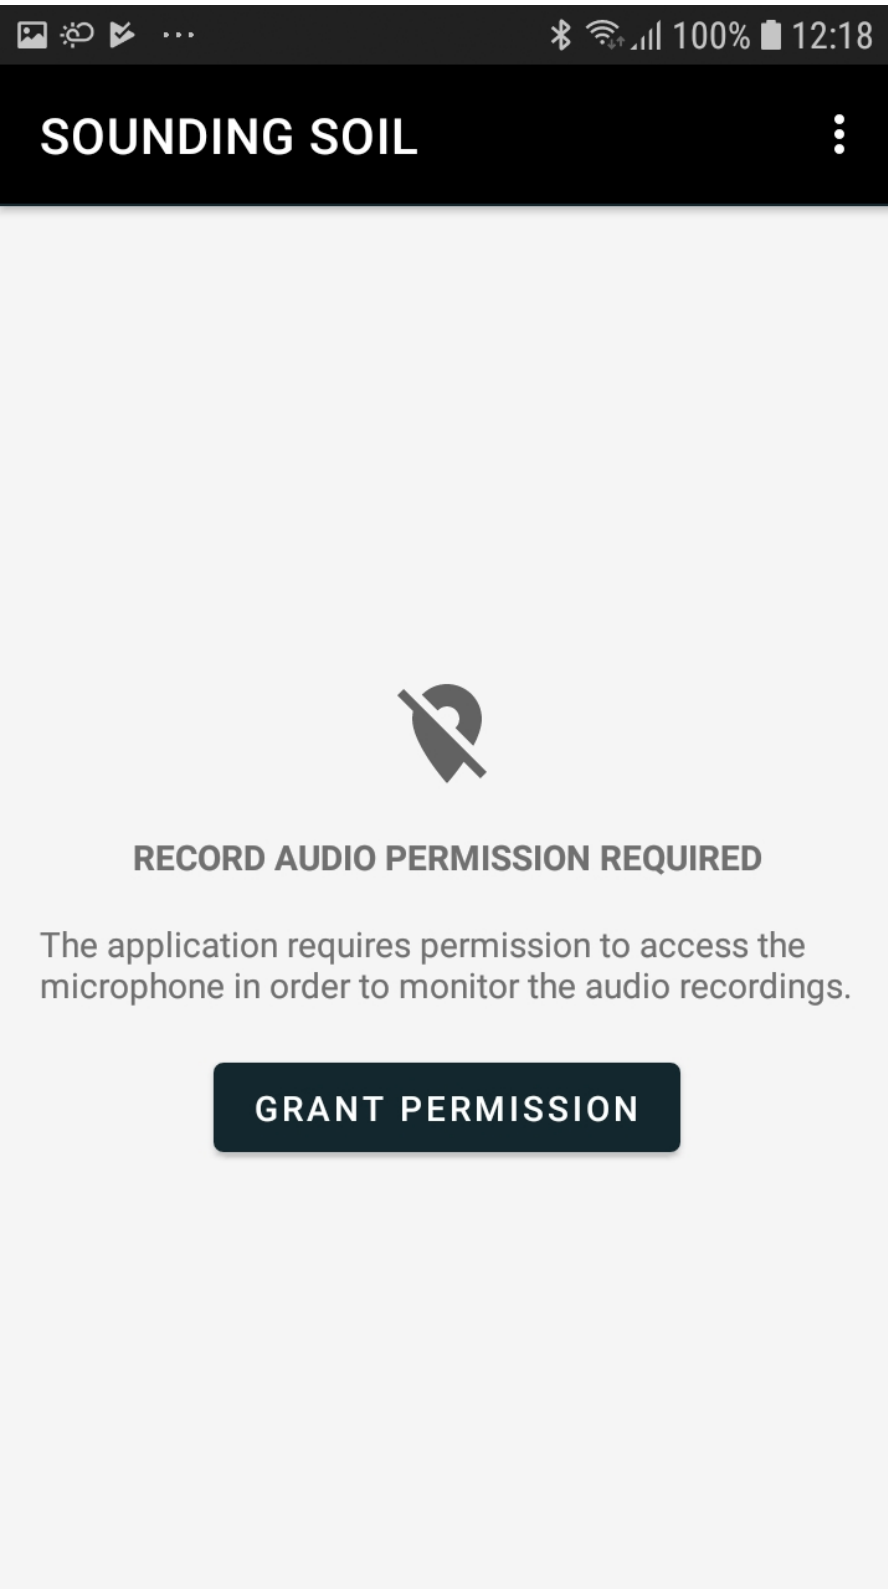 100% 12:18
SOUNDING SOIL
RECORD AUDIO PERMISSION REQUIRED
The application requires permission to access the
microphone in order to monitor the audio recordings.
GRANT PERMISSION